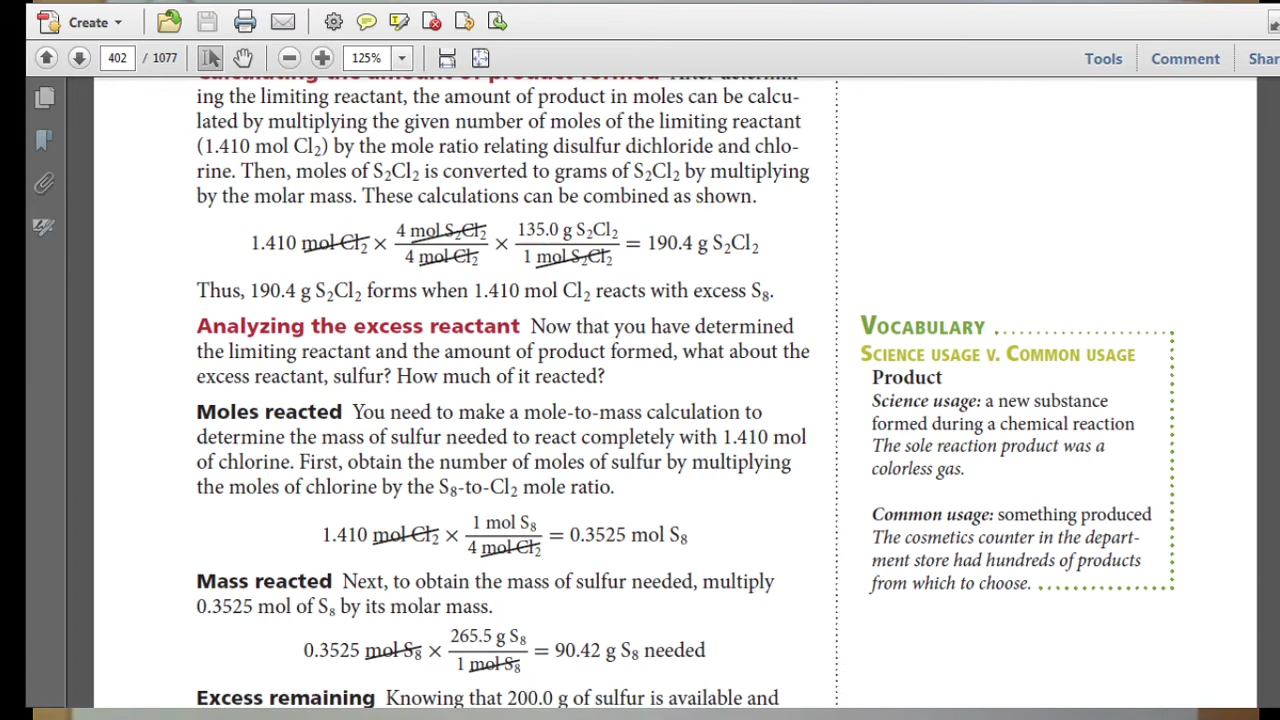 Create
402 / 1077
125%
Tools
Comment
Shar
Calculating the amount of product formed After determin-
ing the limiting reactant, the amount of product in moles can be calcu-
lated by multiplying the given number of moles of the limiting reactant
(1.410 mol Cl₂) by the mole ratio relating disulfur dichloride and chlo-
rine. Then, moles of S₂Cl₂ is converted to grams of S₂Cl₂ by multiplying
by the molar mass. These calculations can be combined as shown.
1.410 mol Cl₂ × 4 mol S₂Cl₂ / 4 mol Cl₂ × 135.0 g S₂Cl₂ / 1 mol S₂Cl₂ = 190.4 g S₂Cl₂
Thus, 190.4 g S₂Cl₂ forms when 1.410 mol Cl₂ reacts with excess S₈.
Analyzing the excess reactant Now that you have determined
the limiting reactant and the amount of product formed, what about the
excess reactant, sulfur? How much of it reacted?
Moles reacted You need to make a mole-to-mass calculation to
determine the mass of sulfur needed to react completely with 1.410 mol
of chlorine. First, obtain the number of moles of sulfur by multiplying
the moles of chlorine by the S₈-to-Cl₂ mole ratio.
1.410 mol Cl₂ × 1 mol S₈ / 4 mol Cl₂ = 0.3525 mol S₈
Mass reacted Next, to obtain the mass of sulfur needed, multiply
0.3525 mol of S₈ by its molar mass.
0.3525 mol S₈ × 265.5 g S₈ / 1 mol S₈ = 90.42 g S₈ needed
Excess remaining Knowing that 200.0 g of sulfur is available and
VOCABULARY
SCIENCE USAGE V. COMMON USAGE
Product
Science usage: a new substance
formed during a chemical reaction
The sole reaction product was a
colorless gas.
Common usage: something produced
The cosmetics counter in the depart-
ment store had hundreds of products
from which to choose.